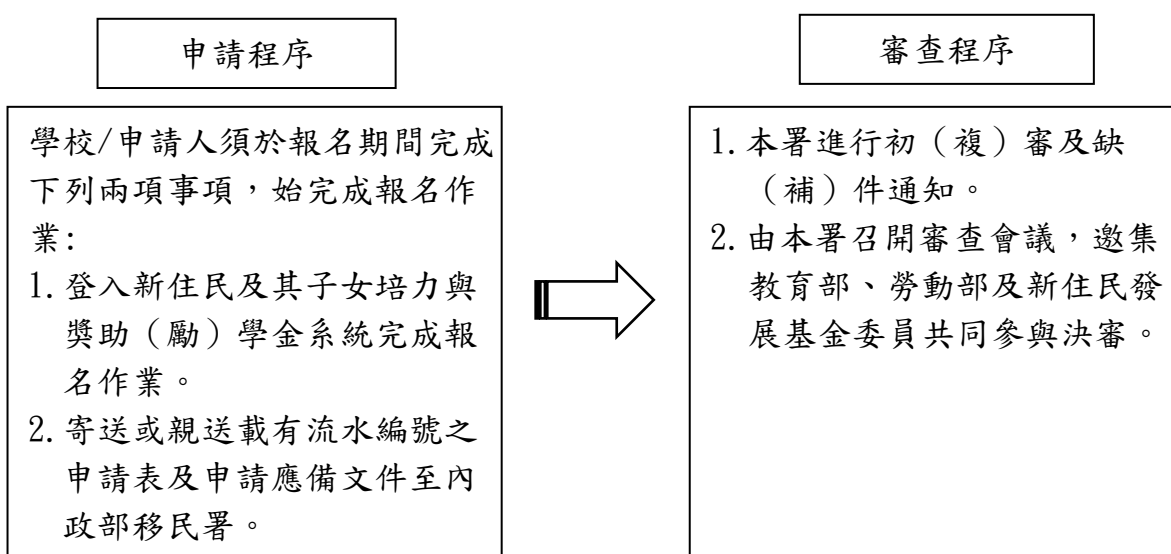 申請程序
學校/申請人須於報名期間完成
下列兩項事項，始完成報名作
業:
1. 登入新住民及其子女培力與
獎助（勵）學金系統完成報
名作業。
2. 寄送或親送載有流水編號之
申請表及申請應備文件至內
政部移民署。
審查程序
1. 本署進行初（複）審及缺
（補）件通知。
2. 由本署召開審查會議，邀集
教育部、勞動部及新住民發
展基金委員共同參與決審。